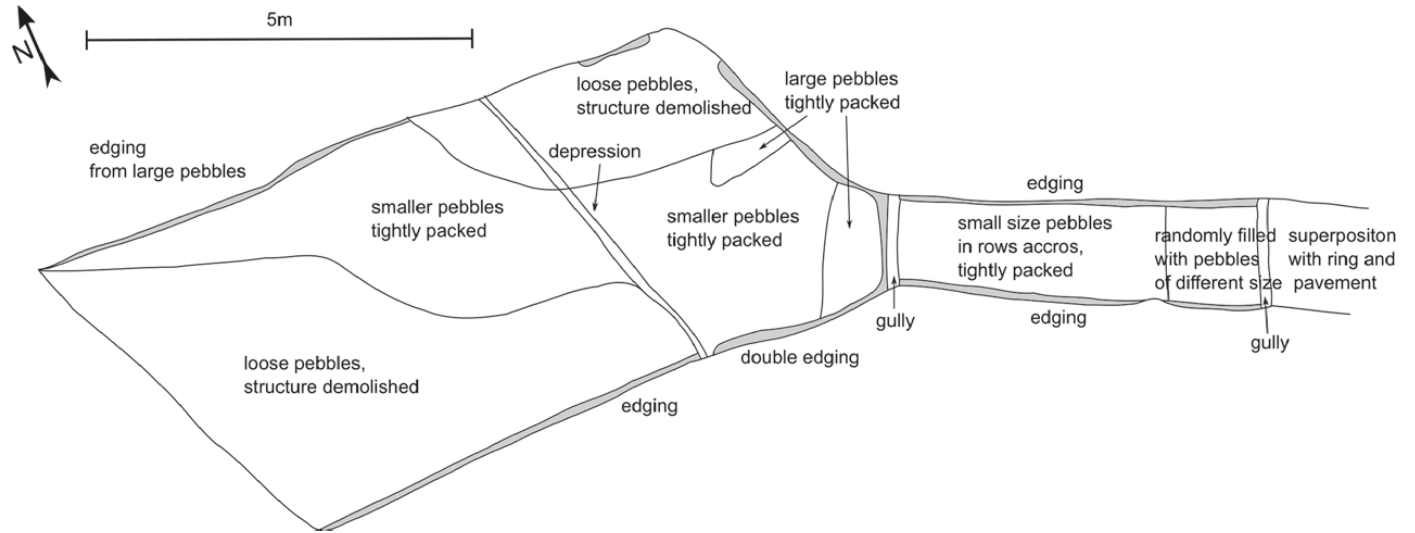 N
5m
loose pebbles,
structure demolished
large pebbles
tightly packed
edging
from large pebbles
depression
smaller pebbles
tightly packed
smaller pebbles
tightly packed
edging
small size pebbles
in rows accros,
tightly packed
randomly filled
with pebbles
of different size
superpositon
with ring and
pavement
gully
edging
gully
double edging
loose pebbles,
structure demolished
edging